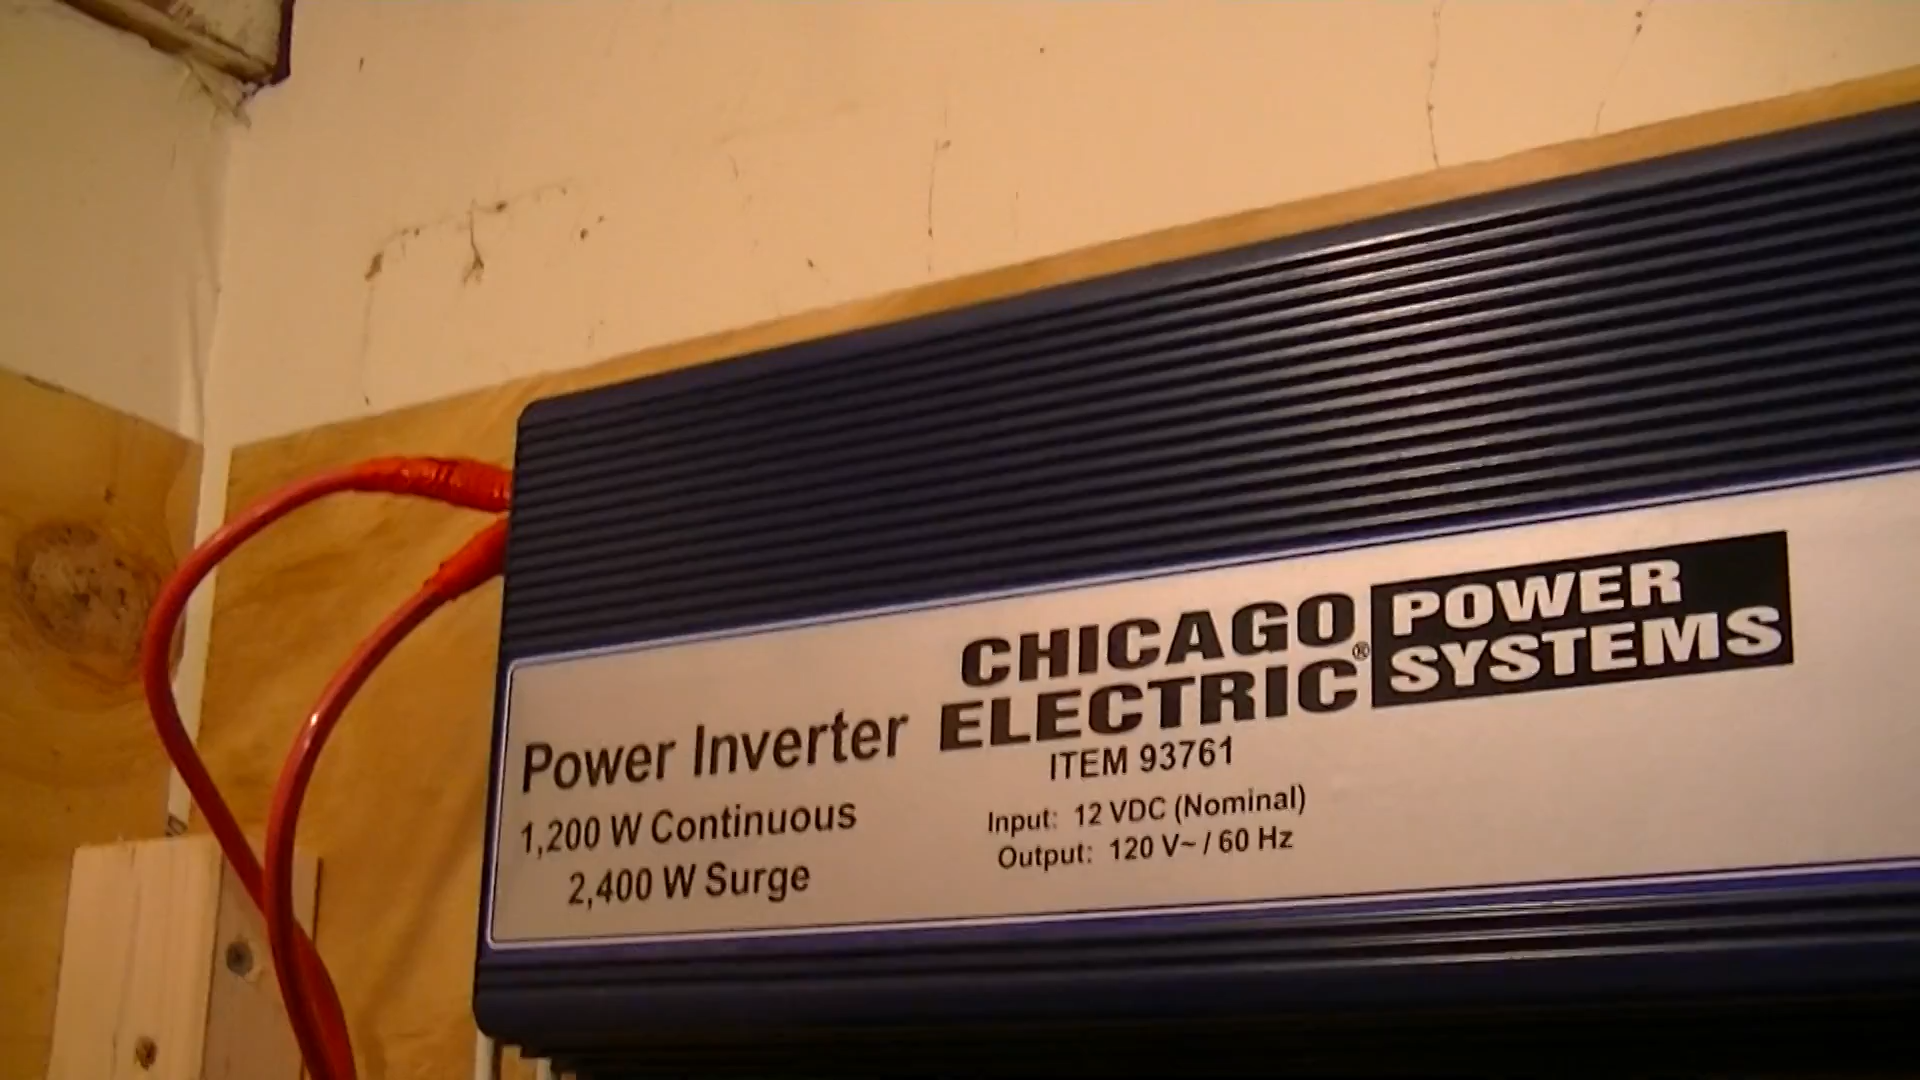 CHICAGO
ELECTRIC®
POWER
SYSTEMS
Power Inverter
ITEM 93761
1,200 W Continuous
2,400 W Surge
Input: 12 VDC (Nominal)
Output: 120 V~ / 60 Hz